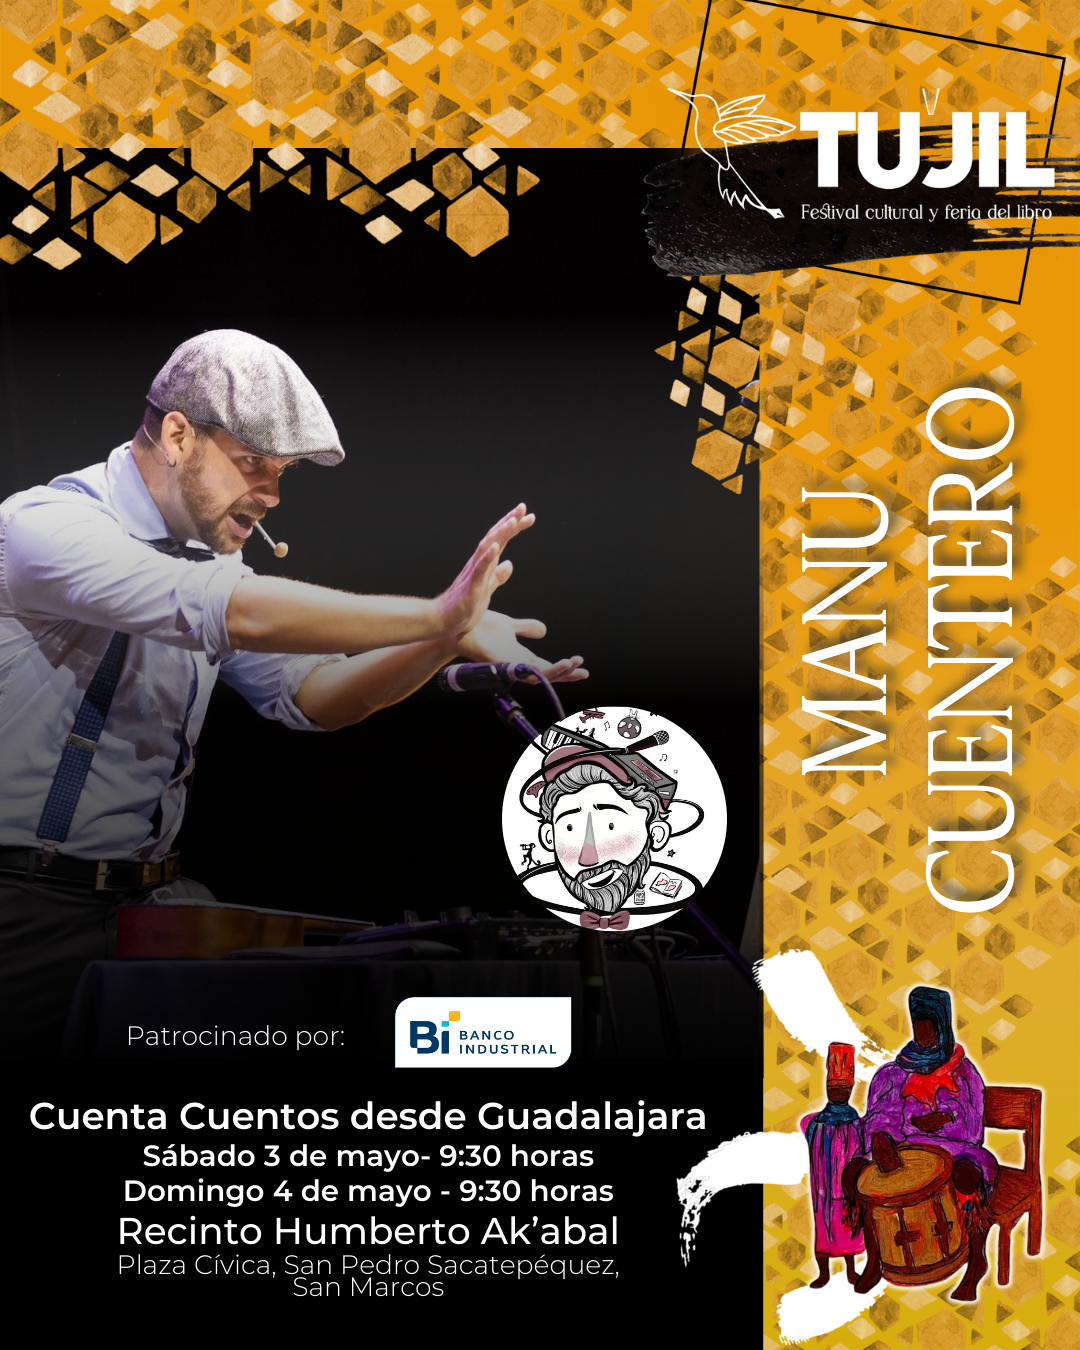 TUJIL
Festival cultural y feria del libro
MANU
CUENTERO
Patrocinado por:
Bi BANCO
INDUSTRIAL
Cuenta Cuentos desde Guadalajara
Sábado 3 de mayo- 9:30 horas
Domingo 4 de mayo - 9:30 horas
Recinto Humberto Ak’abal
Plaza Cívica, San Pedro Sacatepéquez,
San Marcos